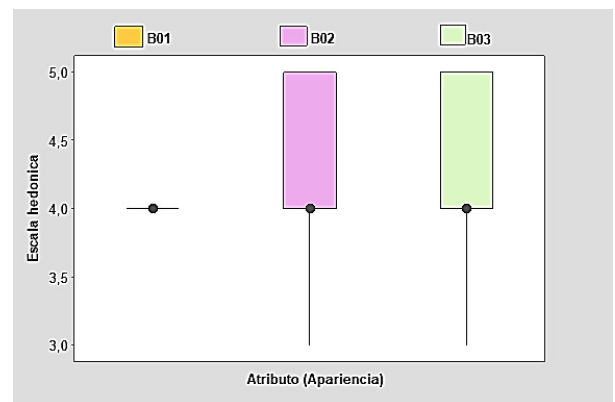 B01 B02 B03
5,0
4,5
4,0
3,5
3,0
Escala hedonica
Atributo (Apariencia)